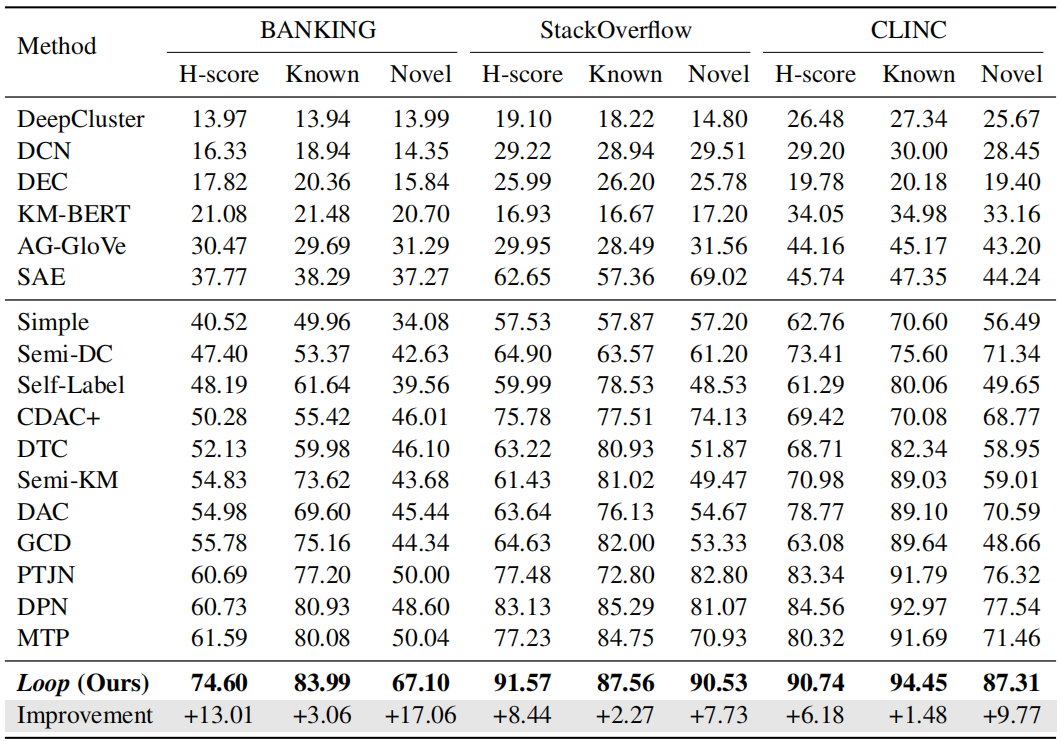 Method BANKING StackOverflow CLINC
H-score Known Novel H-score Known Novel H-score Known Novel
DeepCluster 13.97 13.94 13.99 19.10 18.22 14.80 26.48 27.34 25.67
DCN 16.33 18.94 14.35 29.22 28.94 29.51 29.20 30.00 28.45
DEC 17.82 20.36 15.84 25.99 26.20 25.78 19.78 20.18 19.40
KM-BERT 21.08 21.48 20.70 16.93 16.67 17.20 34.05 34.98 33.16
AG-GloVe 30.47 29.69 31.29 29.95 28.49 31.56 44.16 45.17 43.20
SAE 37.77 38.29 37.27 62.65 57.36 69.02 45.74 47.35 44.24
Simple 40.52 49.96 34.08 57.53 57.87 57.20 62.76 70.60 56.49
Semi-DC 47.40 53.37 42.63 64.90 63.57 61.20 73.41 75.60 71.34
Self-Label 48.19 61.64 39.56 59.99 78.53 48.53 61.29 80.06 49.65
CDAC+ 50.28 55.42 46.01 75.78 77.51 74.13 69.42 70.08 68.77
DTC 52.13 59.98 46.10 63.22 80.93 51.87 68.71 82.34 58.95
Semi-KM 54.83 73.62 43.68 61.43 81.02 49.47 70.98 89.03 59.01
DAC 54.98 69.60 45.44 63.64 76.13 54.67 78.77 89.10 70.59
GCD 55.78 75.16 44.34 64.63 82.00 53.33 63.08 89.64 48.66
PTJN 60.69 77.20 50.00 77.48 72.80 82.80 83.34 91.79 76.32
DPN 60.73 80.93 48.60 83.13 85.29 81.07 84.56 92.97 77.54
MTP 61.59 80.08 50.04 77.23 84.75 70.93 80.32 91.69 71.46
Loop (Ours) 74.60 83.99 67.10 91.57 87.56 90.53 90.74 94.45 87.31
Improvement +13.01 +3.06 +17.06 +8.44 +2.27 +7.73 +6.18 +1.48 +9.77